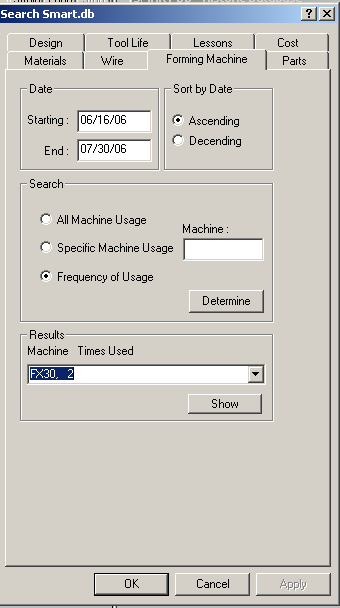 Search Smart.db
Design Tool Life Lessons Cost
Materials Wire Forming Machine Parts
Date
Starting : 06/16/06
End : 07/30/06
Sort by Date
Ascending
Decending
Search
All Machine Usage
Specific Machine Usage
Machine :
Frequency of Usage
Determine
Results
Machine Times Used
FX30, 2
Show
OK Cancel Apply